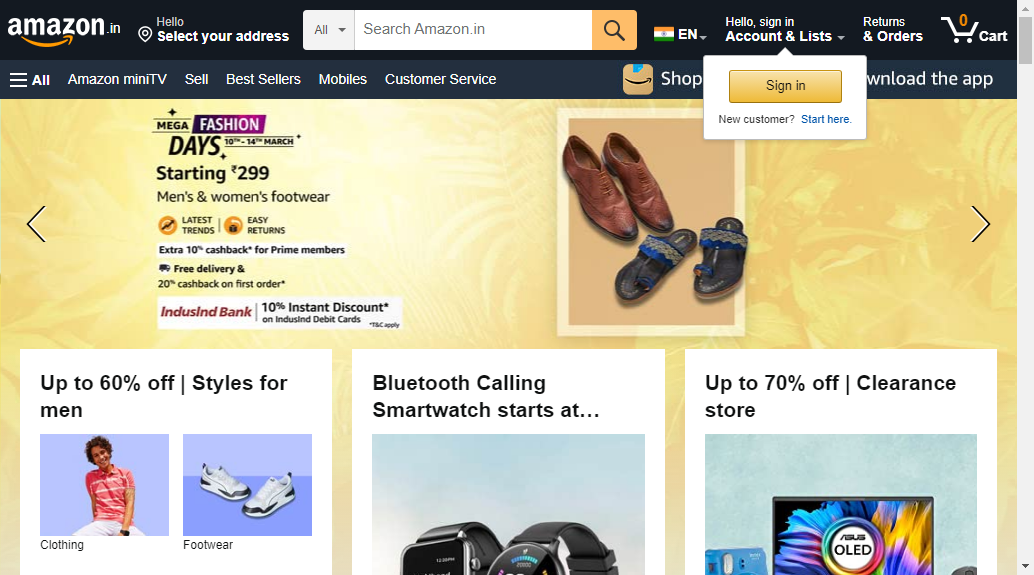 amazon.in
Hello
Select your address
All
Search Amazon.in
EN
Hello, sign in
Account & Lists
Returns
& Orders
0
Cart
All
Amazon miniTV
Sell
Best Sellers
Mobiles
Customer Service
Shop
wnload the app
Sign in
New customer? Start here.
MEGA FASHION
DAYS 10TH - 14TH MARCH
Starting ₹299
Men's & women's footwear
LATEST
TRENDS
EASY
RETURNS
Extra 10% cashback* for Prime members
Free delivery &
20% cashback on first order*
IndusInd Bank
10% Instant Discount*
on IndusInd Debit Cards
*T&C apply
Up to 60% off | Styles for
men
Clothing
Footwear
Bluetooth Calling
Smartwatch starts at…
Up to 70% off | Clearance
store
ASUS
OLED